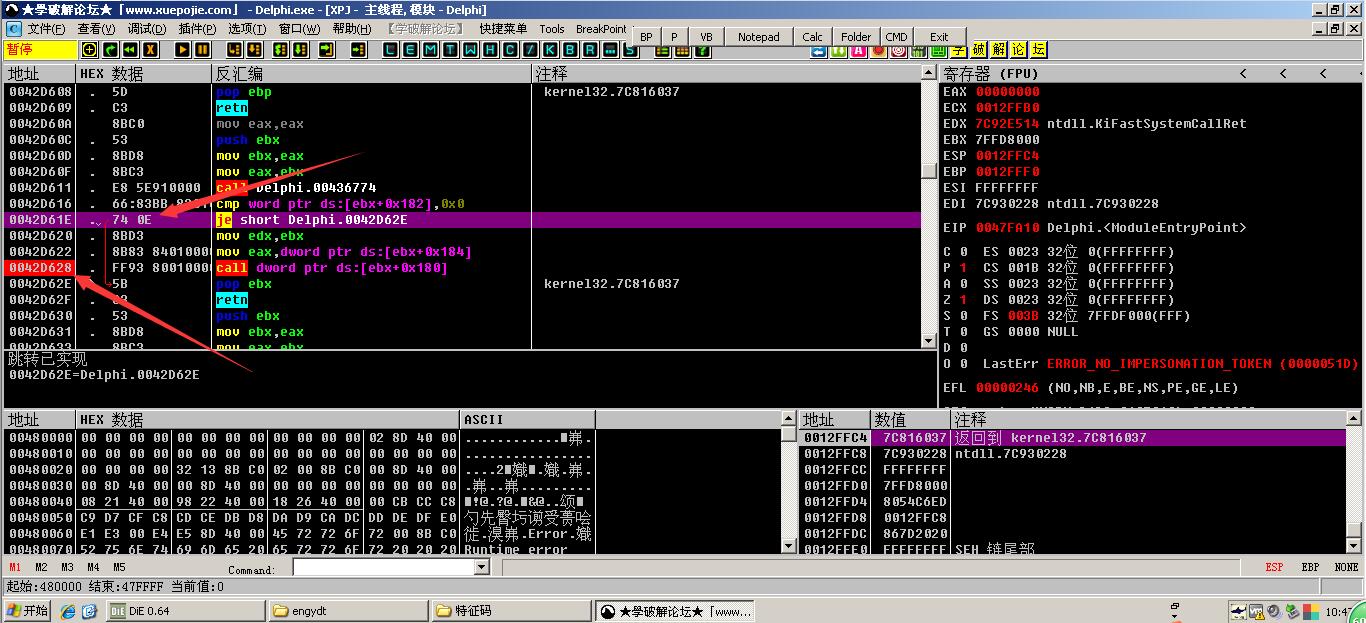 ★学破解论坛★「www.xuepojie.com」 - Delphi.exe - [XPJ - 主线程, 模块 - Delphi]
文件(F) 查看(V) 调试(D) 插件(P) 选项(T) 窗口(W) 帮助(H) 【学破解论坛】 快捷菜单 Tools BreakPoint
BP P VB Notepad Calc Folder CMD Exit
暂停 L E M T W H C / K B R ... S 字 破 解 论 坛
地址 HEX 数据 反汇编 注释
0042D608 . 5D pop ebp kernel32.7C816037
0042D609 . C3 retn
0042D60A 8BC0 mov eax,eax
0042D60C . 53 push ebx
0042D60D . 8BD8 mov ebx,eax
0042D60F . 8BC3 mov eax,ebx
0042D611 . E8 5E910000 call Delphi.00436774
0042D616 . 66:83BB cmp word ptr ds:[ebx+0x182],0x0
0042D61E . 74 0E je short Delphi.0042D62E
0042D620 . 8BD3 mov edx,ebx
0042D622 . 8B83 8401000 mov eax,dword ptr ds:[ebx+0x184]
0042D628 . FF93 8001000 call dword ptr ds:[ebx+0x180]
0042D62E 5B pop ebx kernel32.7C816037
0042D62F . retn
0042D630 . 53 push ebx
0042D631 . 8BD8 mov ebx,eax
0042D633 . 8BC3 mov eax,ebx
跳转已实现
0042D62E=Delphi.0042D62E
寄存器 (FPU) < < <
EAX 00000000
ECX 0012FFB0
EDX 7C92E514 ntdll.KiFastSystemCallRet
EBX 7FFD8000
ESP 0012FFC4
EBP 0012FFF0
ESI FFFFFFFF
EDI 7C930228 ntdll.7C930228
EIP 0047FA10 Delphi.<ModuleEntryPoint>
C 0 ES 0023 32位 0(FFFFFFFF)
P 1 CS 001B 32位 0(FFFFFFFF)
A 0 SS 0023 32位 0(FFFFFFFF)
Z 1 DS 0023 32位 0(FFFFFFFF)
S 0 FS 003B 32位 7FFDF000(FFF)
T 0 GS 0000 NULL
D 0
O 0 LastErr ERROR_NO_IMPERSONATION_TOKEN (0000051D)
EFL 00000246 (NO,NB,E,BE,NS,PE,GE,LE)
地址 HEX 数据 ASCII
00480000 00 00 00 00 00 00 00 00 00 00 00 00 02 8D 40 00
00480010 00 00 00 00 00 00 00 00 00 00 00 00 00 00 00 00
00480020 00 00 00 00 32 13 8B C0 02 00 8B C0 00 8D 40 00
00480030 00 8D 40 00 00 8D 40 00 00 00 00 00 00 00 00 00
00480040 08 21 40 00 98 22 40 00 18 26 40 00 00 CB CC C8
00480050 C9 D7 CF C8 CD CE DB D8 DA D9 CA DC DD DE DF E0
00480060 E1 E3 00 E4 E5 8D 40 00 45 72 72 6F 72 00 8B C0 .Error.
00480070 52 75 6E 74 69 6D 65 20 65 72 72 6F 72 20 20 20 Runtime error
地址 数值 注释
0012FFC4 7C816037 返回到 kernel32.7C816037
0012FFC8 7C930228 ntdll.7C930228
0012FFCC FFFFFFFF
0012FFD0 7FFD8000
0012FFD4 8054C6ED
0012FFD8 0012FFC8
0012FFDC 867D2020
0012FFE0 FFFFFFFF SEH 链尾部
M1 M2 M3 M4 M5 Command: ESP EBP NONE
起始:480000 结束:47FFFF 当前值:0
开始 DiE 0.64 engydt 特征码 ★学破解论坛★「www... 10:47